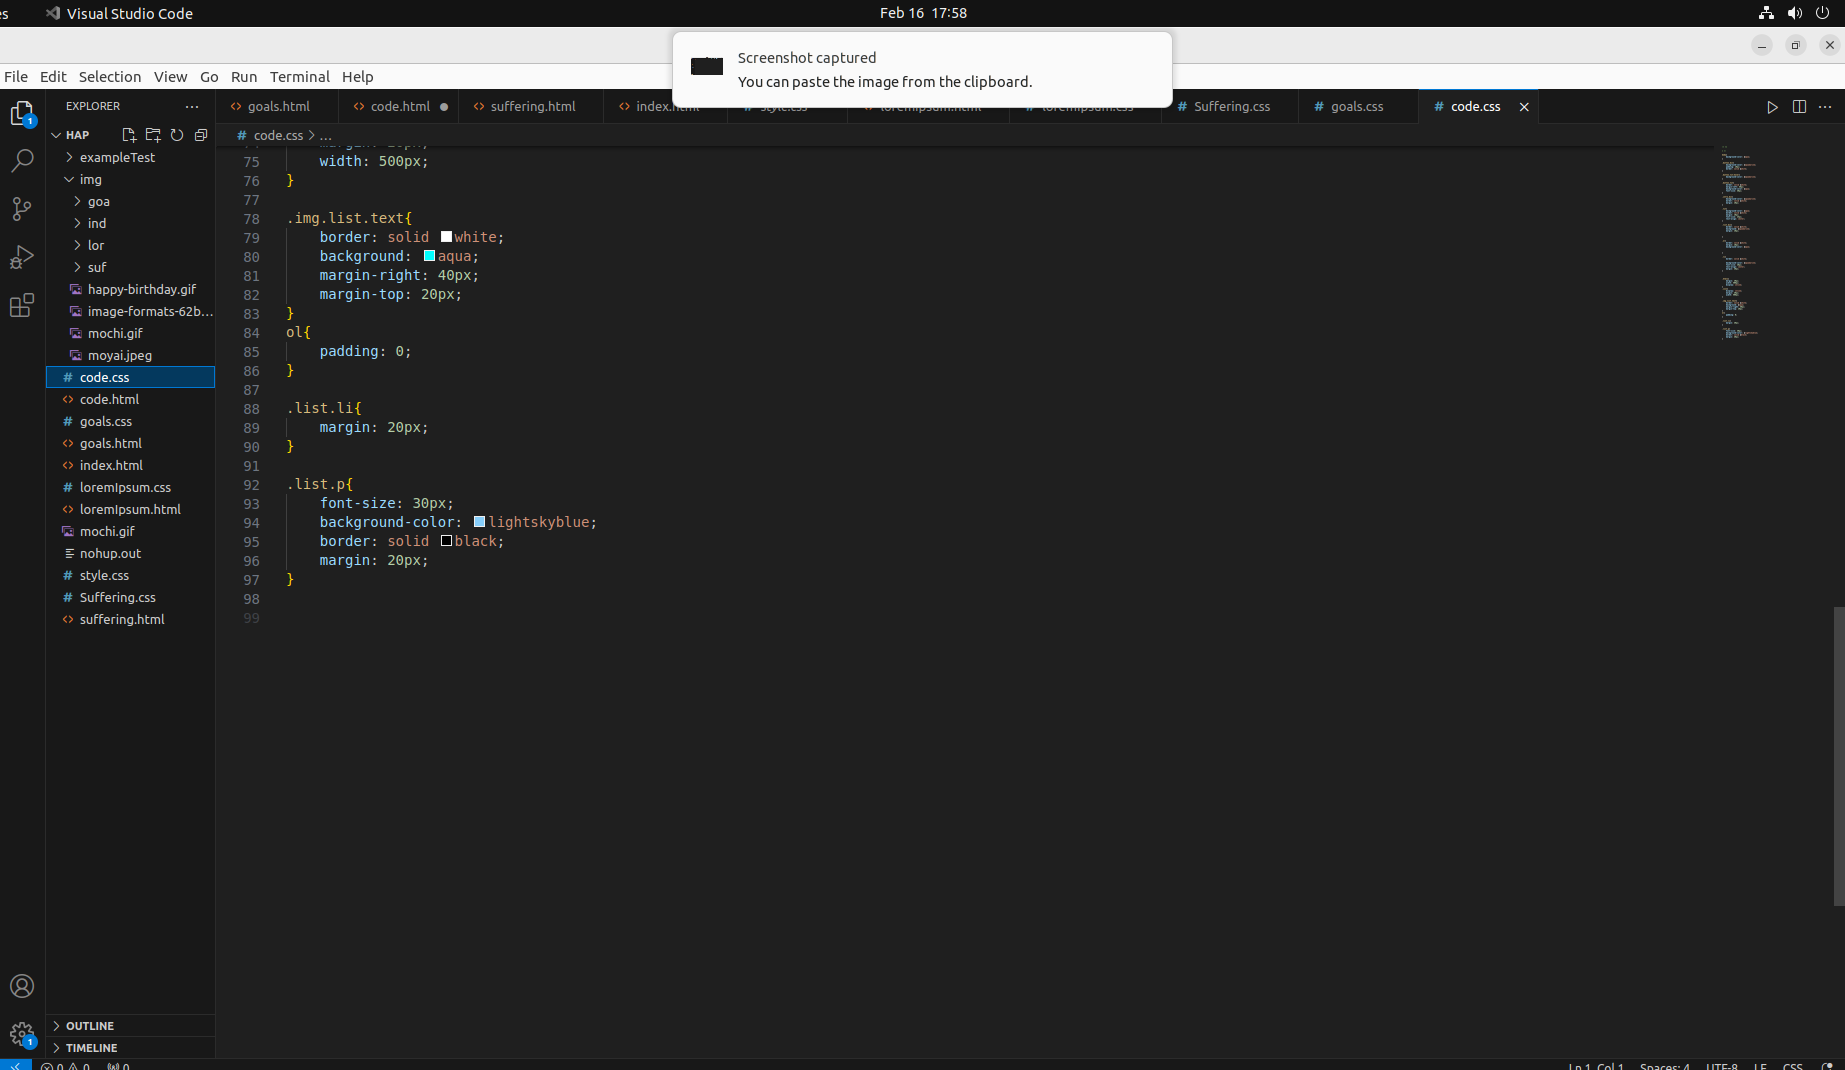 es Visual Studio Code Feb 16 17:58
Screenshot captured
You can paste the image from the clipboard.
File Edit Selection View Go Run Terminal Help
EXPLORER
goals.html code.html suffering.html index.html style.css loremIpsum.html loremIpsum.css Suffering.css goals.css code.css
HAP
code.css > ...
exampleTest
img
goa
ind
lor
suf
happy-birthday.gif
image-formats-62b...
mochi.gif
moyai.jpeg
code.css
code.html
goals.css
goals.html
index.html
loremIpsum.css
loremIpsum.html
mochi.gif
nohup.out
style.css
Suffering.css
suffering.html
OUTLINE
TIMELINE
75 width: 500px;
76 }
77
78 .img.list.text{
79 border: solid white;
80 background: aqua;
81 margin-right: 40px;
82 margin-top: 20px;
83 }
84 ol{
85 padding: 0;
86 }
87
88 .list.li{
89 margin: 20px;
90 }
91
92 .list.p{
93 font-size: 30px;
94 background-color: lightskyblue;
95 border: solid black;
96 margin: 20px;
97 }
98
99
0 0 0 Ln 1, Col 1 Spaces: 4 UTF-8 LF CSS